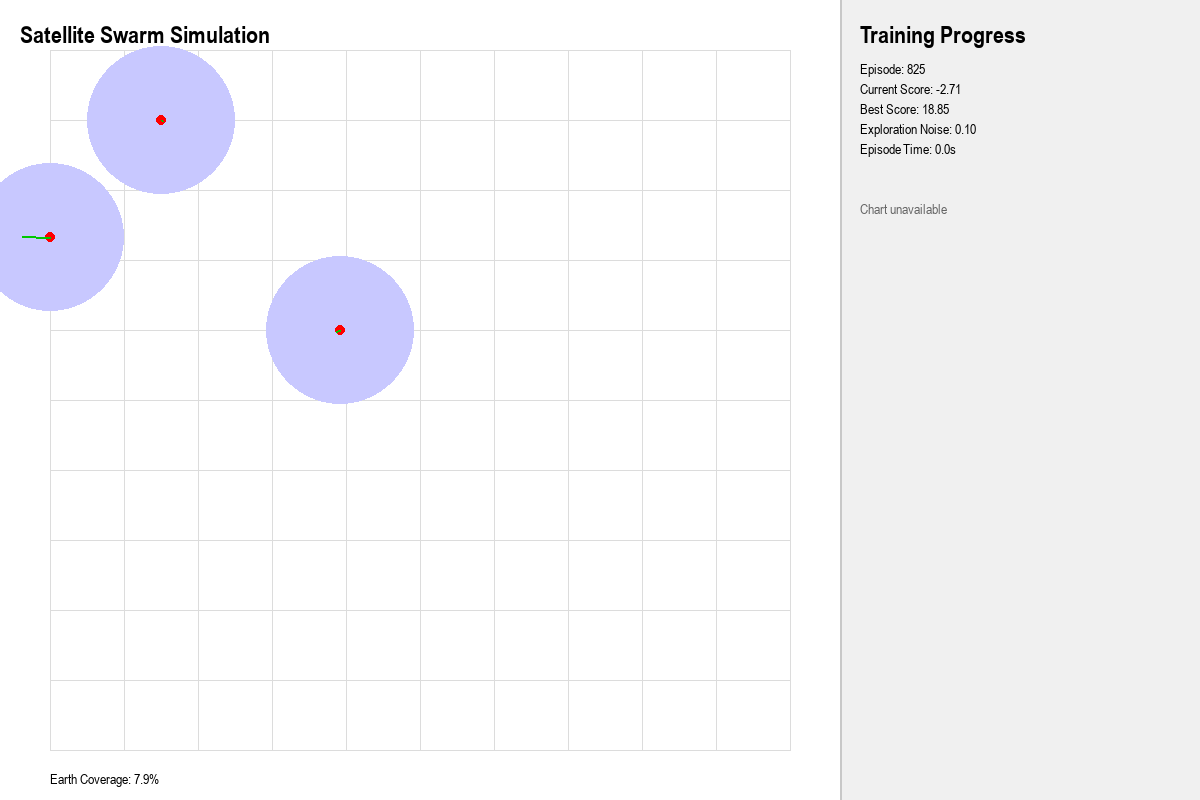 Satellite Swarm Simulation
Earth Coverage: 7.9%
Training Progress
Episode: 825
Current Score: -2.71
Best Score: 18.85
Exploration Noise: 0.10
Episode Time: 0.0s
Chart unavailable